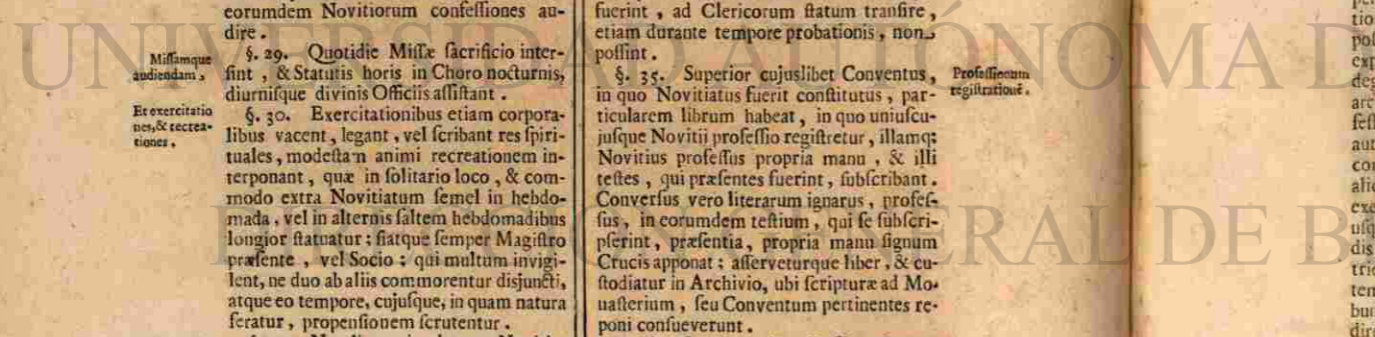 eorumdem Novitiorum confeſſiones au-
dire.
Miſſamque
audiendam,
§. 29. Quotidie Miſſæ ſacrificio inter-
ſint, & Statutis horis in Choro nocturnis,
diurniſque divinis Officiis aſſiſtant.
Et exercitatio
nes, & recrea-
tiones.
§. 30. Exercitationibus etiam corpora-
libus vacent, legant, vel ſcribant res ſpiri-
tuales, modeſtam animi recreationem in-
terponant, quæ in ſolitario loco, & com-
modo extra Novitiatum ſemel in hebdo-
mada, vel in alternis ſaltem hebdomadibus
longior ſtatuatur: fiatque ſemper Magiſtro
præſente, vel Socio: qui multum invigi-
lent, ne duo ab aliis commorentur disjuncti,
atque eo tempore, cujuſque, in quam natura
feratur, propenſionem ſcrutentur.
fuerint, ad Clericorum ſtatum tranſire,
etiam durante tempore probationis, non
poſſint.
Profeſſionum
regiſtrationē.
§. 35. Superior cujuslibet Conventus,
in quo Novitiatus fuerit conſtitutus, par-
ticularem librum habeat, in quo uniuſcu-
juſque Novitii profeſſio regiſtretur, illamq;
Novitius profeſſus propria manu, & illi
teſtes, qui præſentes fuerint, ſubſcribant.
Converſus vero literarum ignarus, profeſ-
ſus, in eorumdem teſtium, qui ſe ſubſcri-
pſerint, præſentia, propria manu ſignum
Crucis apponat: aſſerveturque liber, & cu-
ſtodiatur in Archivio, ubi ſcripturæ ad Mo-
naſterium, ſeu Conventum pertinentes re-
poni conſueverunt.
UNIVERSIDAD AUTÓNOMA D
GENERAL DE B